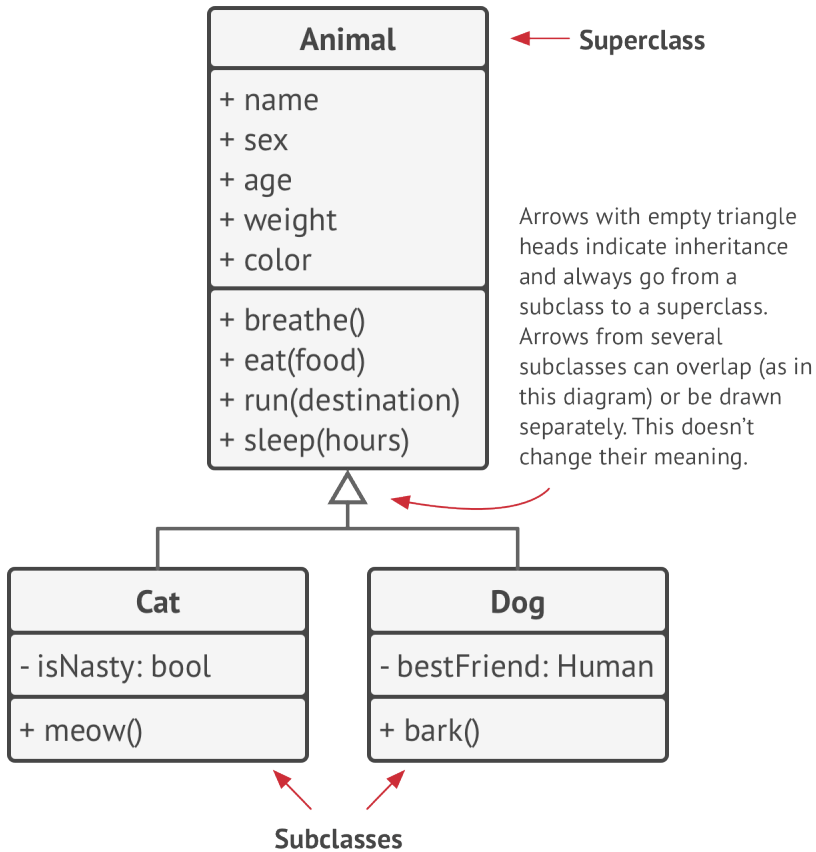 Animal
Superclass
+ name
+ sex
+ age
+ weight
+ color
+ breathe()
+ eat(food)
+ run(destination)
+ sleep(hours)
Arrows with empty triangle
heads indicate inheritance
and always go from a
subclass to a superclass.
Arrows from several
subclasses can overlap (as in
this diagram) or be drawn
separately. This doesn’t
change their meaning.
Cat
- isNasty: bool
+ meow()
Dog
- bestFriend: Human
+ bark()
Subclasses